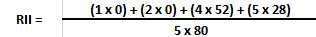 RII = (1 x 0) + (2 x 0) + (4 x 52) + (5 x 28)
5 x 80